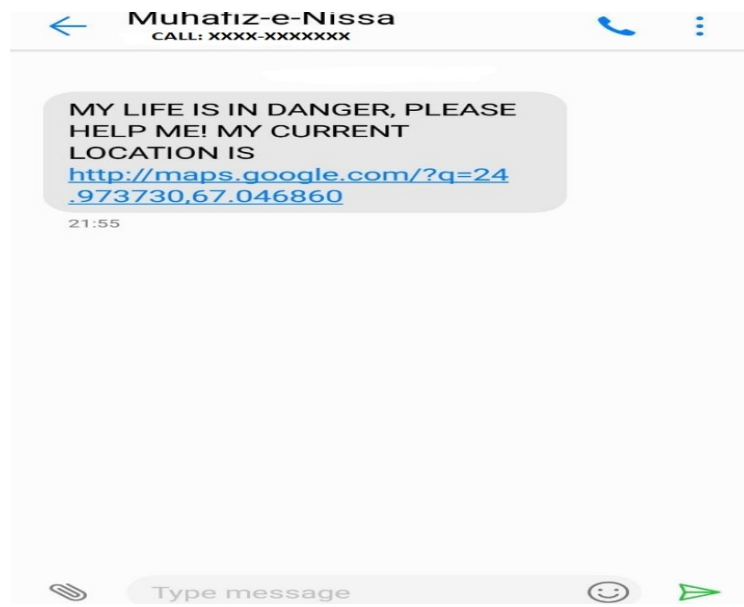 Muhafiz-e-Nissa
CALL: XXXX-XXXXXXX
MY LIFE IS IN DANGER, PLEASE
HELP ME! MY CURRENT
LOCATION IS
http://maps.google.com/?q=24
.973730,67.046860
21:55
Type message